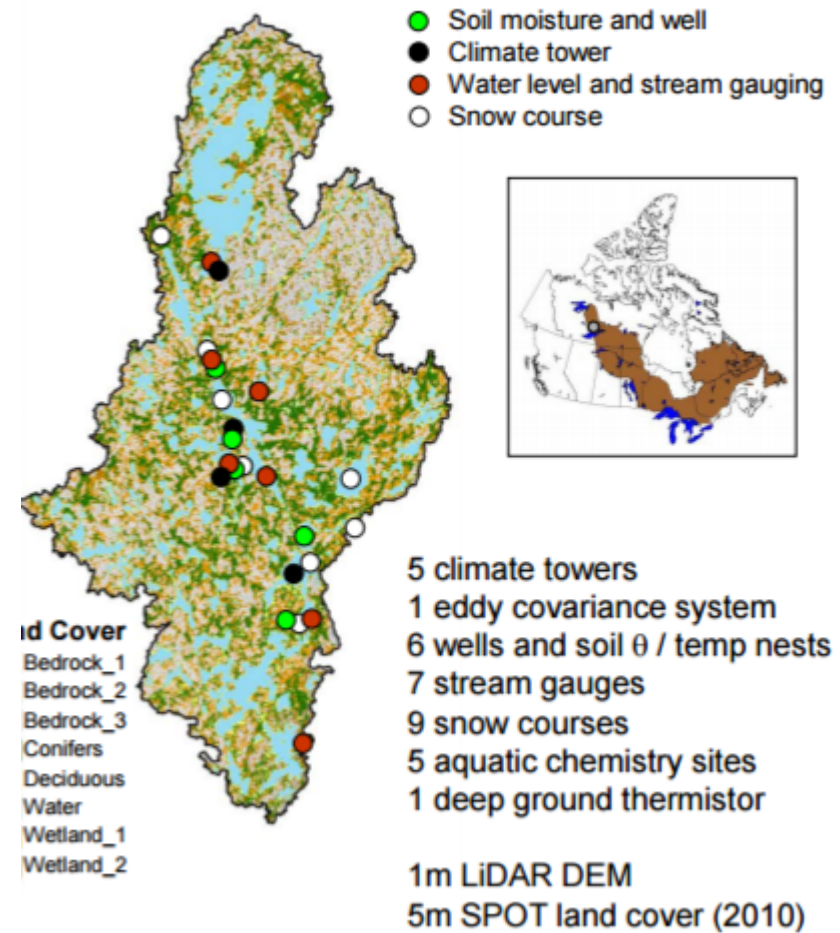 Soil moisture and well
Climate tower
Water level and stream gauging
Snow course
5 climate towers
1 eddy covariance system
6 wells and soil θ / temp nests
7 stream gauges
9 snow courses
5 aquatic chemistry sites
1 deep ground thermistor
1m LiDAR DEM
5m SPOT land cover (2010)
Cover
Bedrock_1
Bedrock_2
Bedrock_3
Conifers
Deciduous
Water
Wetland_1
Wetland_2